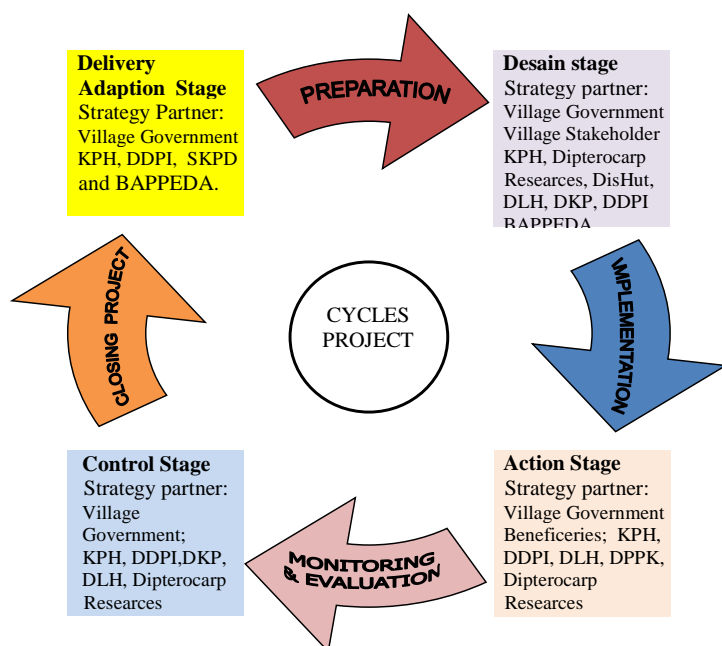 Delivery
Adaption Stage
Strategy Partner:
Village Government
KPH, DDPI, SKPD
and BAPPEDA.
PREPARATION
Desain stage
Strategy partner:
Village Government
Village Stakeholder
KPH, Dipterocarp
Researces, DisHut,
DLH, DKP, DDPI
BAPPEDA
IMPLEMENTATION
Action Stage
Strategy partner:
Village Government
Beneficeries; KPH,
DDPI, DLH, DPPK,
Dipterocarp
Researces
MONITORING
& EVALUATION
Control Stage
Strategy partner:
Village
Government;
KPH, DDPI,DKP,
DLH, Dipterocarp
Researces
CLOSING PROJECT
CYCLES
PROJECT